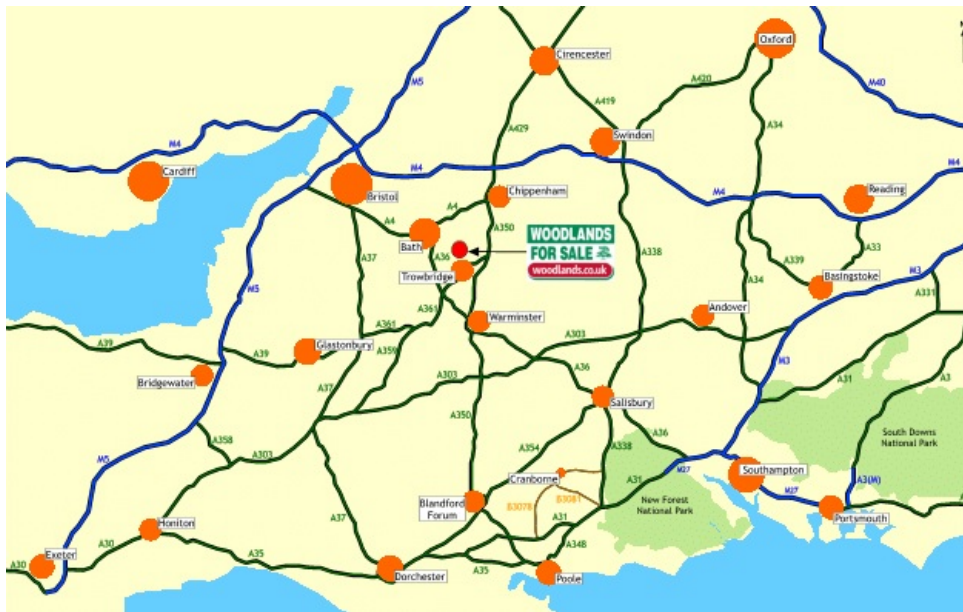 Oxford
Cirencester
M5
M40
A420
A419
A429
A34
Swindon
M4
Cardiff
M4
M4
M4
Bristol
Chippenham
Reading
A4
A4
A350
WOODLANDS
FOR SALE
woodlands.co.uk
Bath
A36
A37
A338
A33
A339
M3
Trowbridge
Basingstoke
A34
A331
M5
A361
Warminster
Andover
A361
A303
A39
Glastonbury
A359
A39
Bridgewater
A303
A36
M3
A31
A3
A37
Salisbury
A350
A358
A354
A338
A36
South Downs
National Park
A303
M5
Cranborne
M27
Southampton
A31
A3(M)
Blandford
Forum
B3078
B3081
New Forest
National Park
M27
Portsmouth
Honiton
A37
A31
A30
A348
Exeter
A35
A30
A35
Dorchester
Poole